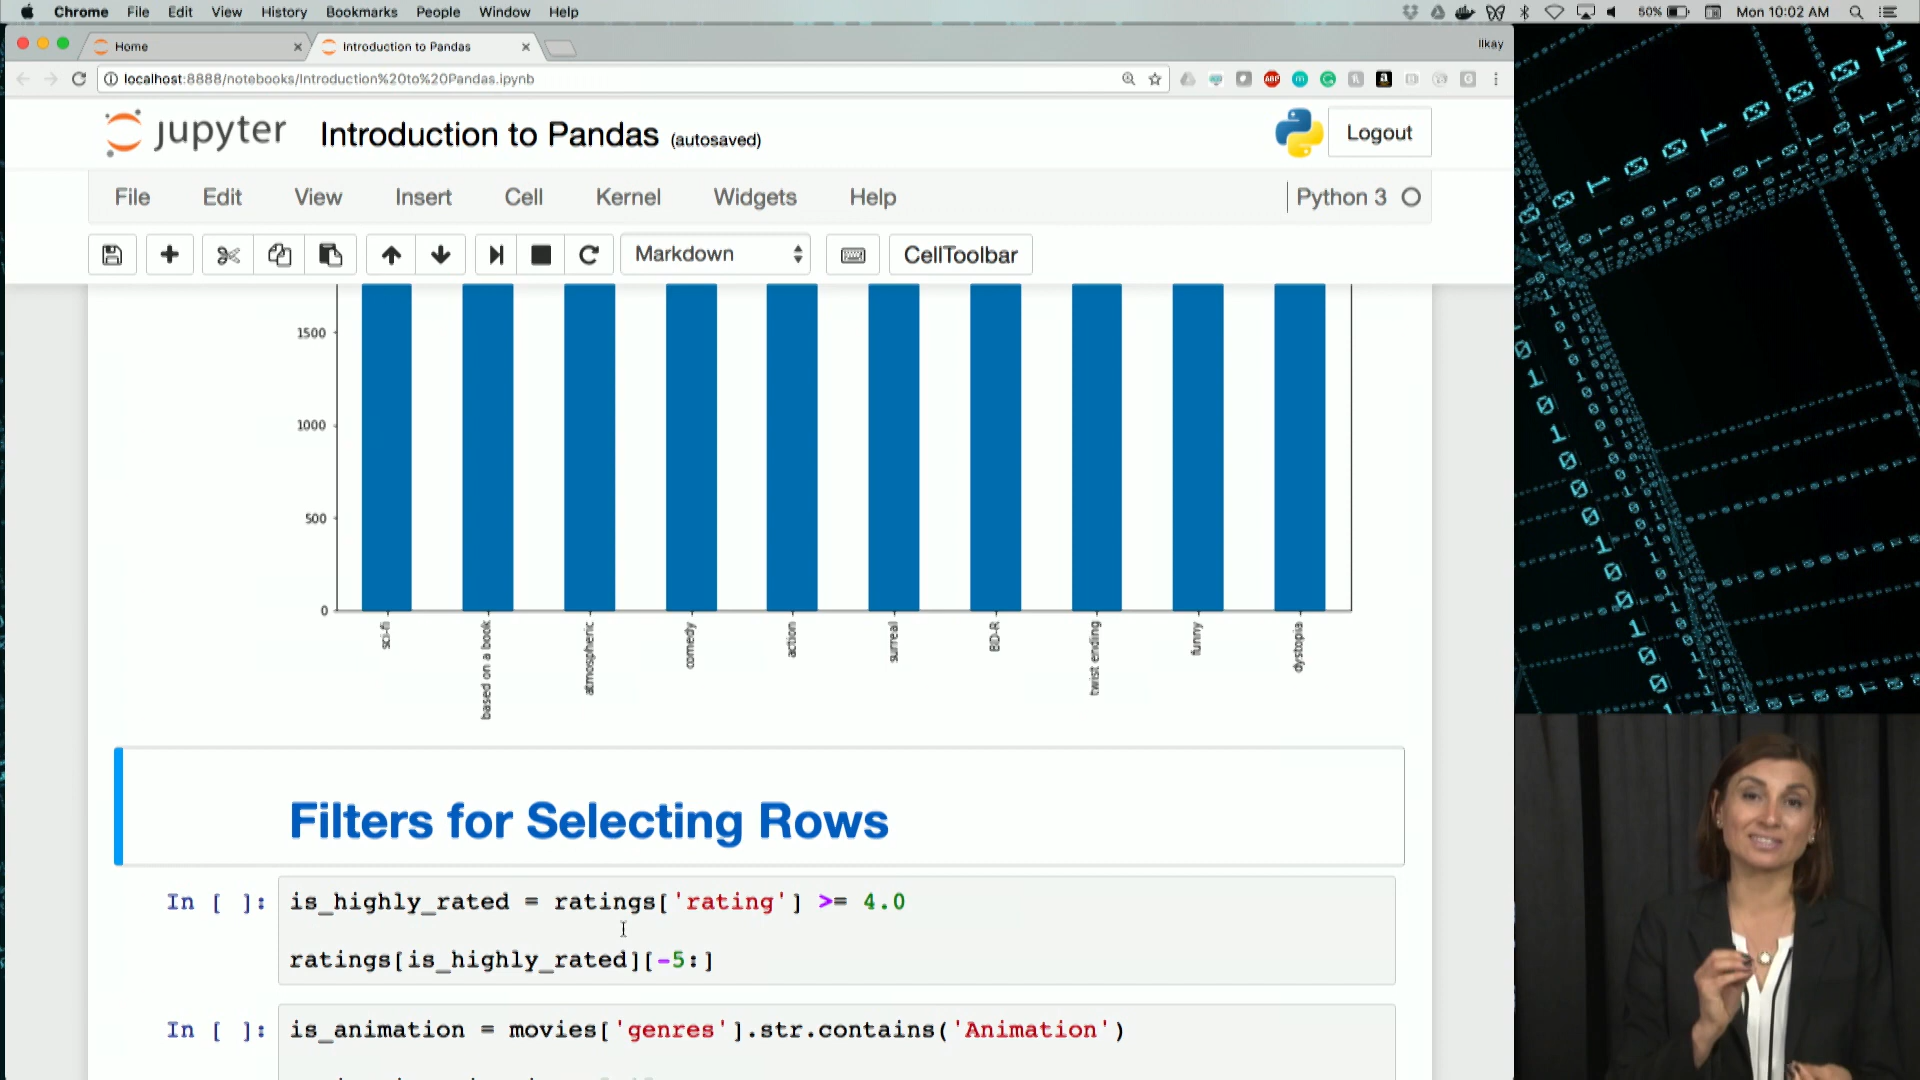 Chrome File Edit View History Bookmarks People Window Help 50% Mon 10:02 AM
Home Introduction to Pandas Ilkay
localhost:8888/notebooks/Introduction%20to%20Pandas.ipynb
jupyter Introduction to Pandas (autosaved) Logout
File Edit View Insert Cell Kernel Widgets Help Python 3
Markdown CellToolbar
1500
1000
500
0
sci-fi
based on a book
atmospheric
comedy
action
surreal
BD-R
twist ending
funny
dystopia
Filters for Selecting Rows
In [ ]: is_highly_rated = ratings['rating'] >= 4.0
ratings[is_highly_rated][-5:]
In [ ]: is_animation = movies['genres'].str.contains('Animation')